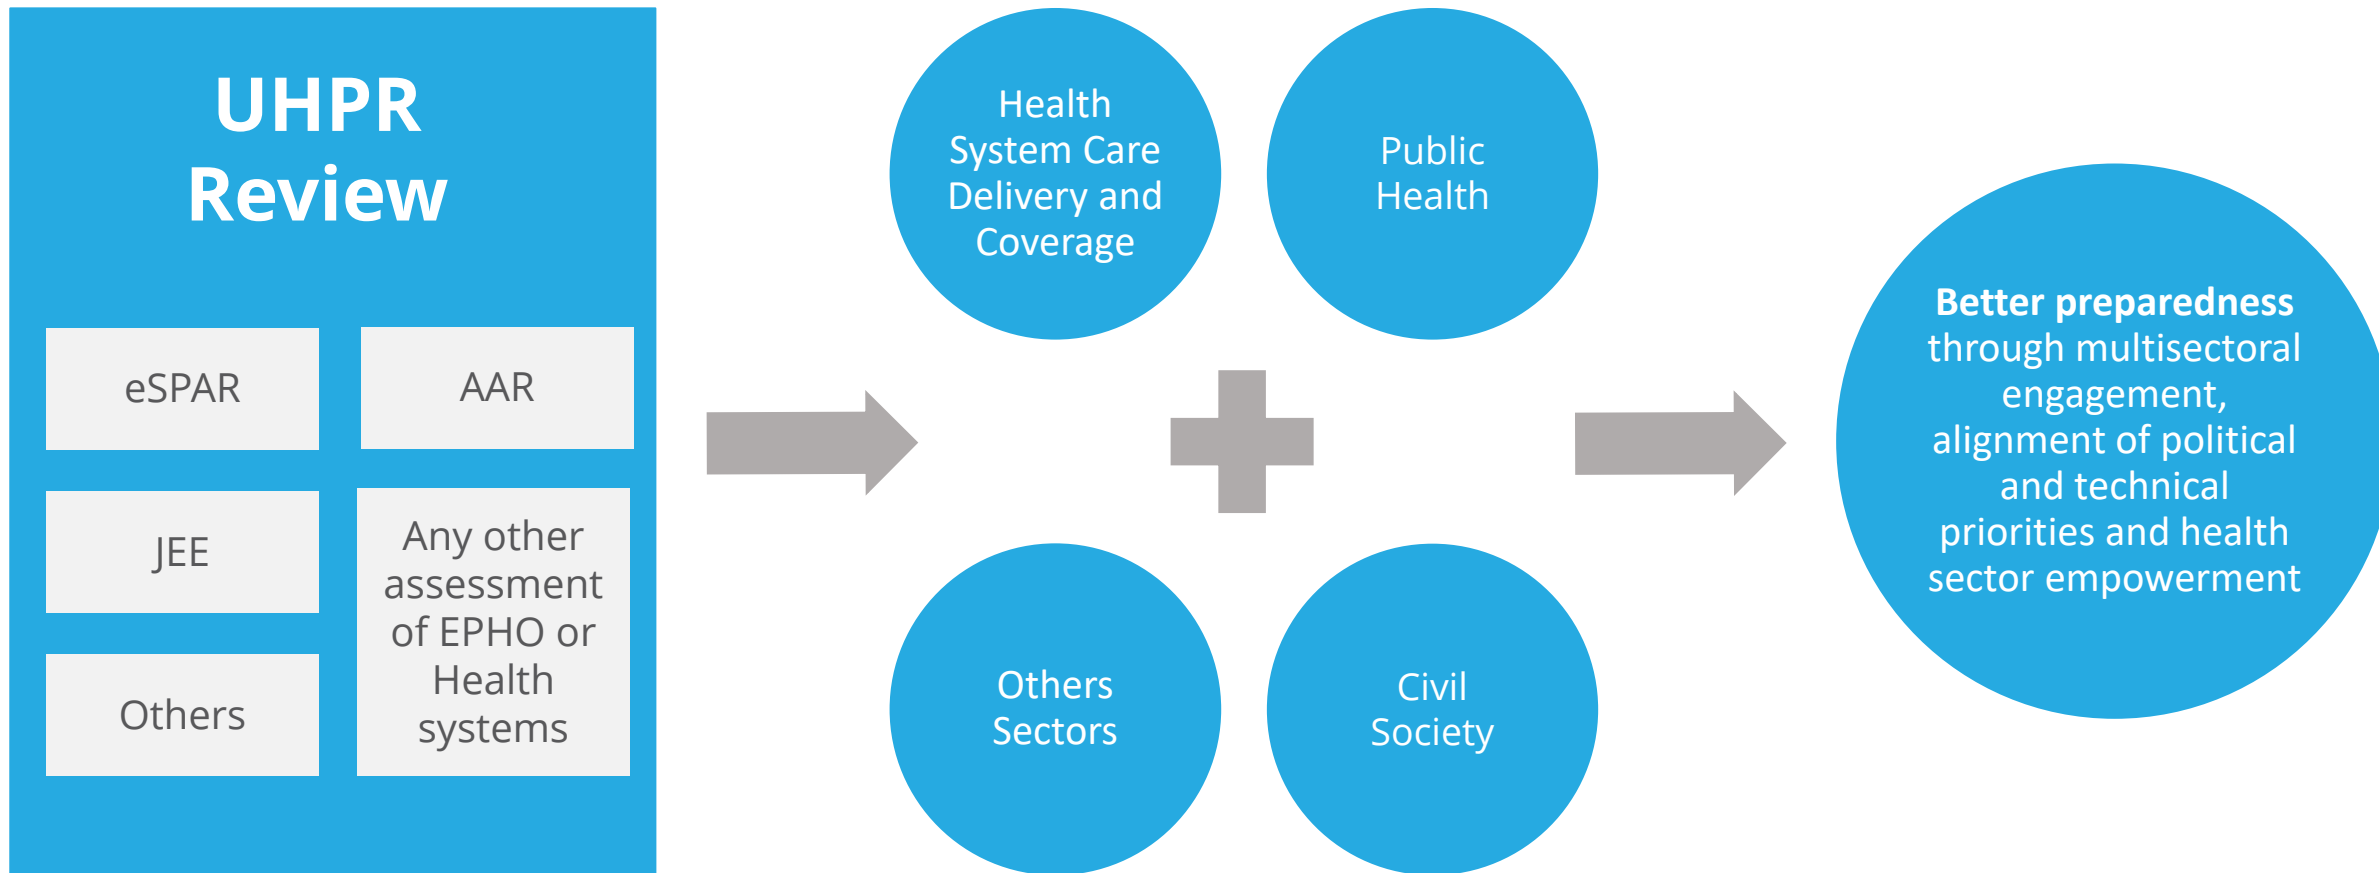 UHPR
Review
eSPAR
AAR
JEE
Any other
assessment
of EPHO or
Health
systems
Others
Health
System Care
Delivery and
Coverage
Public
Health
Others
Sectors
Civil
Society
Better preparedness
through multisectoral
engagement,
alignment of political
and technical
priorities and health
sector empowerment